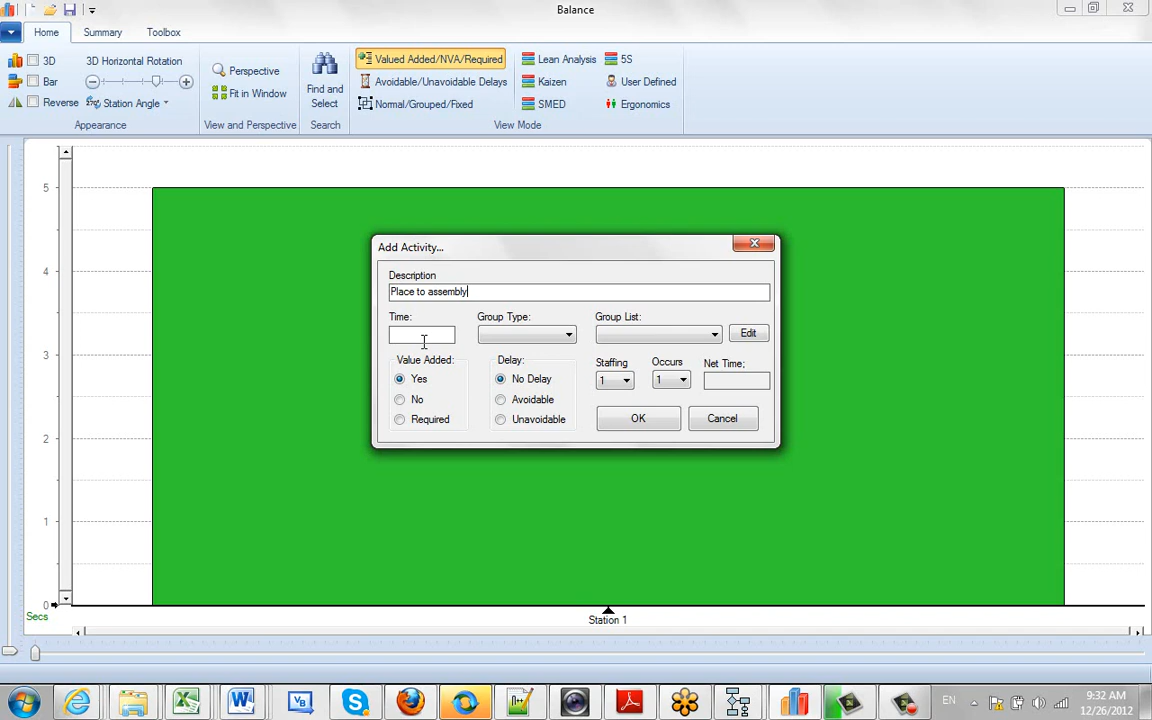 Balance
Home Summary Toolbox
3D 3D Horizontal Rotation
Bar
Reverse Station Angle
Appearance
Perspective
Fit in Window
View and Perspective
Find and
Select
Search
Valued Added/NVA/Required
Avoidable/Unavoidable Delays
Normal/Grouped/Fixed
Lean Analysis 5S
Kaizen User Defined
SMED Ergonomics
View Mode
5
4
3
2
1
0
Secs
Station 1
Add Activity...
Description
Place to assembly
Time: Group Type: Group List:
Edit
Value Added: Delay: Staffing Occurs Net Time:
Yes No Delay 1 1
No Avoidable
Required Unavoidable OK Cancel
EN 9:32 AM
12/26/2012